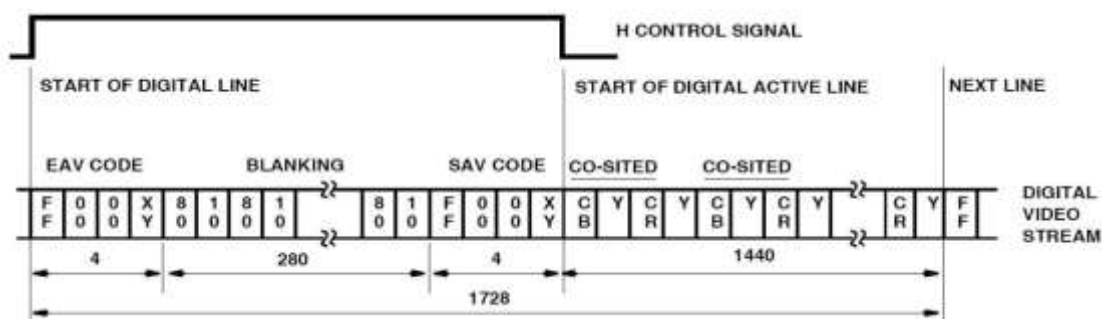 H CONTROL SIGNAL
START OF DIGITAL LINE
START OF DIGITAL ACTIVE LINE
NEXT LINE
EAV CODE
BLANKING
SAV CODE
CO-SITED
CO-SITED
F F 0 0 0 0 X Y 8 0 1 0 8 0 1 0 8 0 1 0 F F 0 0 0 0 X Y C B Y C R Y C B Y C R Y C R Y F F
DIGITAL
VIDEO
STREAM
4
280
4
1440
1728